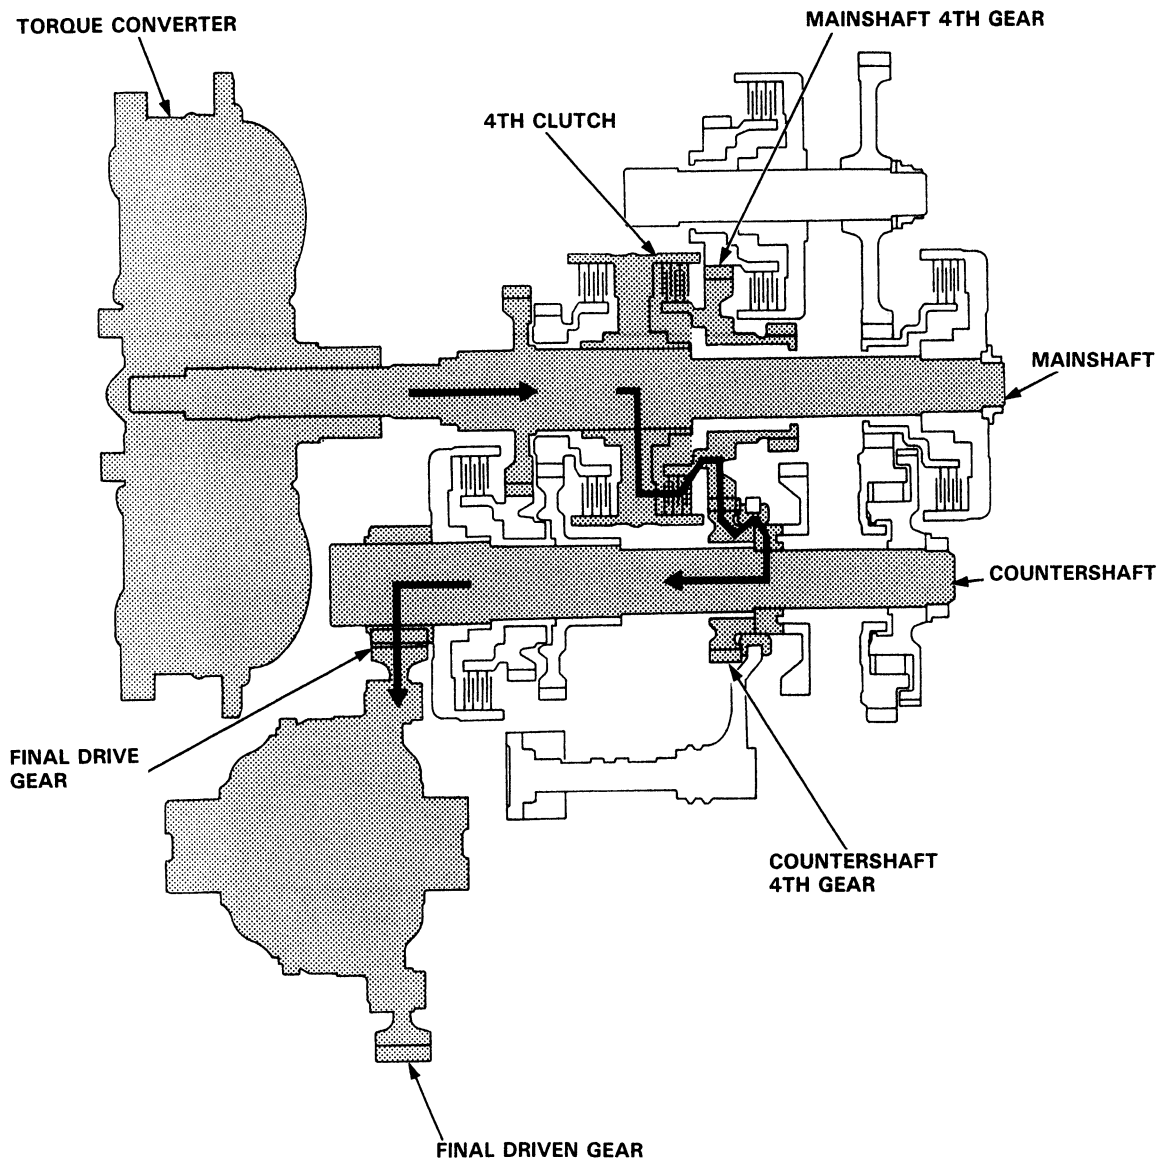 TORQUE CONVERTER
MAINSHAFT 4TH GEAR
4TH CLUTCH
MAINSHAFT
COUNTERSHAFT
FINAL DRIVE
GEAR
COUNTERSHAFT
4TH GEAR
FINAL DRIVEN GEAR